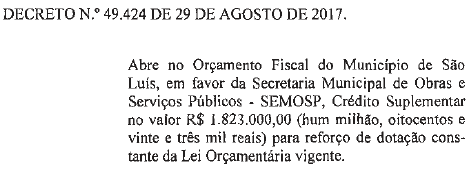 DECRETO N.º 49.424 DE 29 DE AGOSTO DE 2017.
Abre no Orçamento Fiscal do Município de São
Luís, em favor da Secretaria Municipal de Obras e
Serviços Públicos - SEMOSP, Crédito Suplementar
no valor R$ 1.823.000,00 (hum milhão, oitocentos e
vinte e três mil reais) para reforço de dotação cons-
tante da Lei Orçamentária vigente.